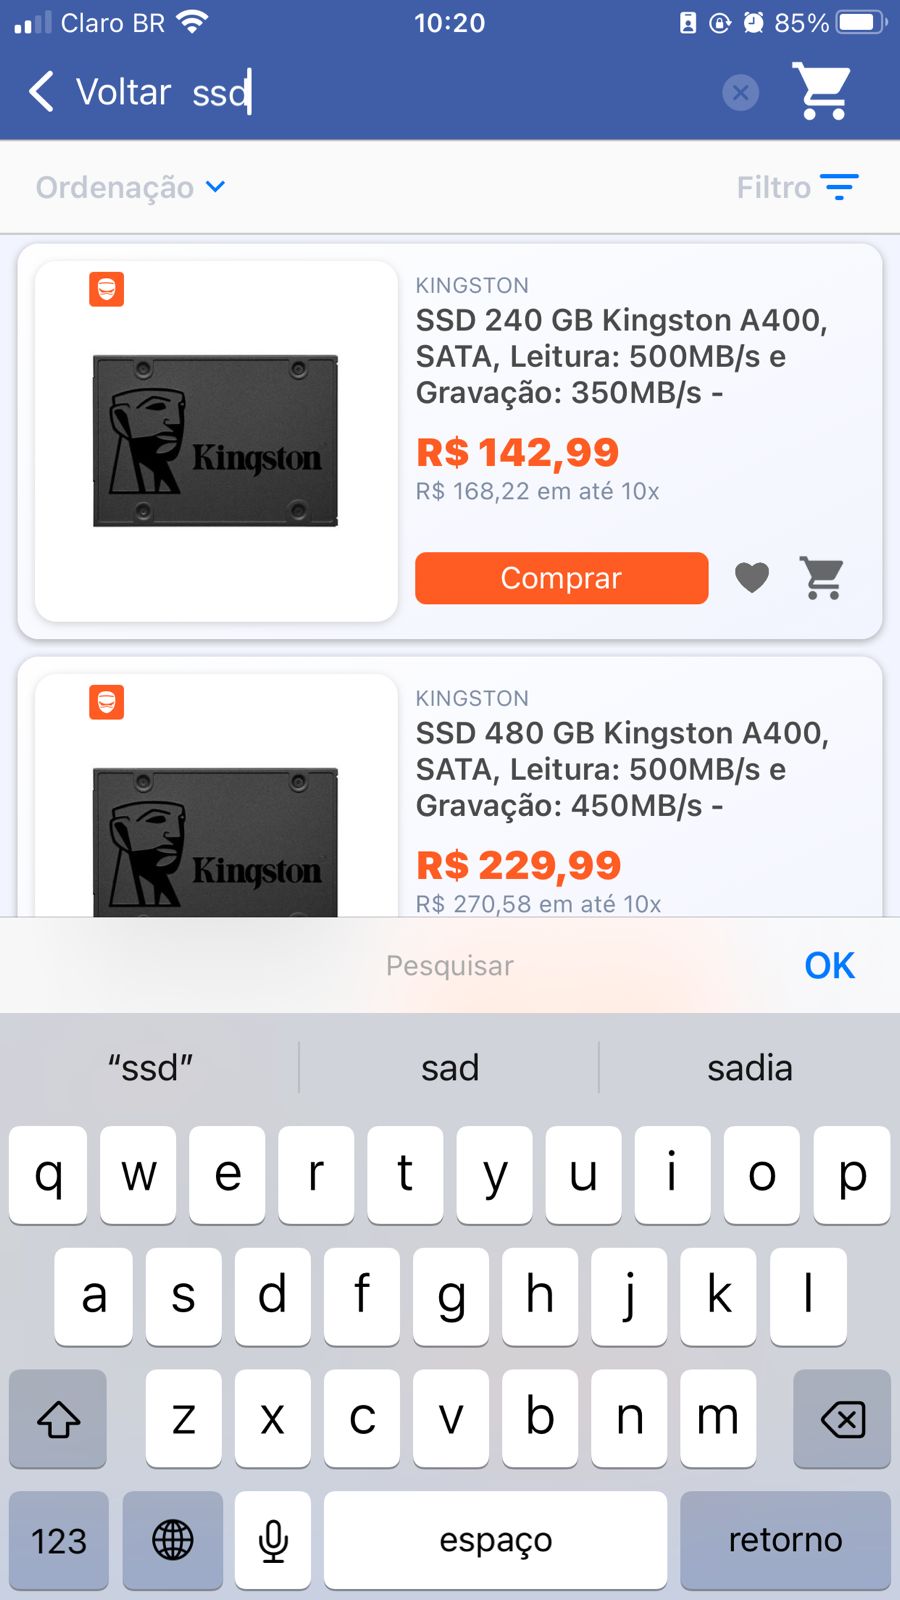 Claro BR 10:20 85%
Voltar ssd
Ordenação Filtro
KINGSTON
SSD 240 GB Kingston A400,
SATA, Leitura: 500MB/s e
Gravação: 350MB/s -
Kingston
R$ 142,99
R$ 168,22 em até 10x
Comprar
KINGSTON
SSD 480 GB Kingston A400,
SATA, Leitura: 500MB/s e
Gravação: 450MB/s -
Kingston
R$ 229,99
R$ 270,58 em até 10x
Pesquisar OK
“ssd” sad sadia
q w e r t y u i o p
a s d f g h j k l
z x c v b n m
123 espaço retorno